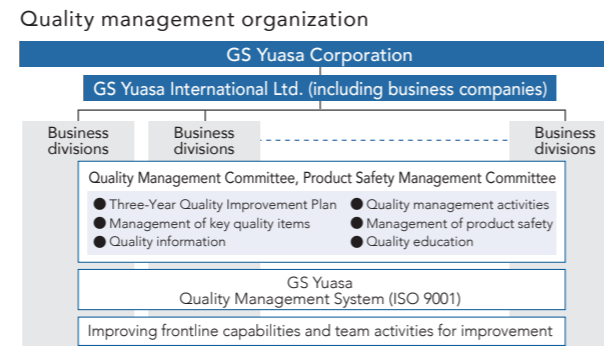 Quality management organization
GS Yuasa Corporation
GS Yuasa International Ltd. (including business companies)
Business
divisions
Business
divisions
Business
divisions
Quality Management Committee, Product Safety Management Committee
● Three-Year Quality Improvement Plan
● Management of key quality items
● Quality information
● Quality management activities
● Management of product safety
● Quality education
GS Yuasa
Quality Management System (ISO 9001)
Improving frontline capabilities and team activities for improvement